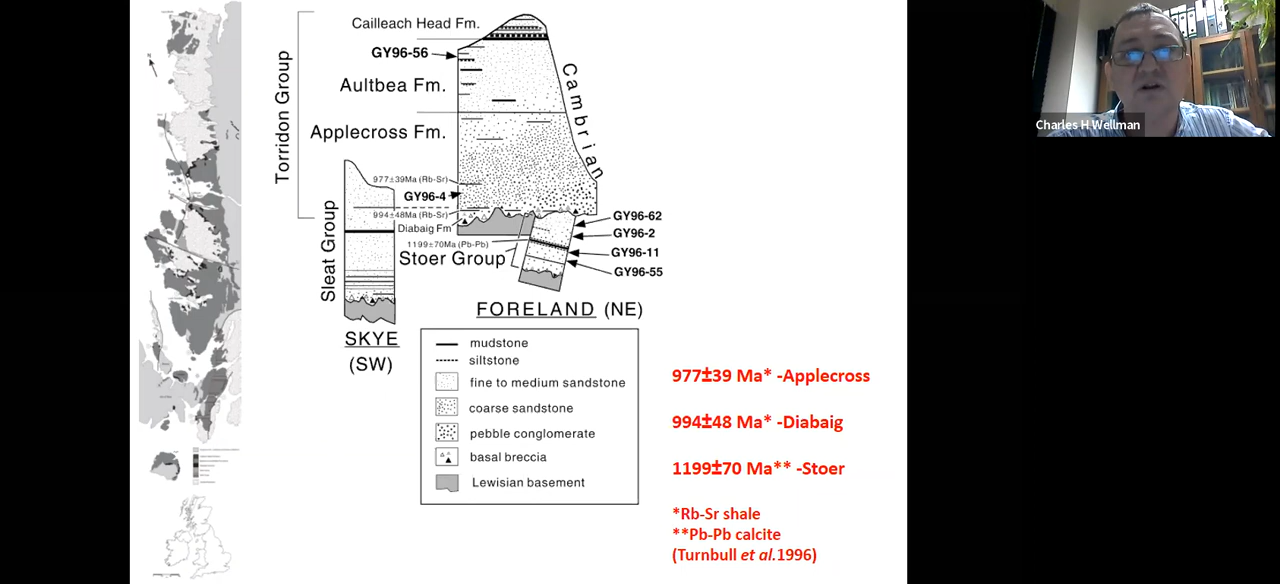 Cailleach Head Fm.
GY96-56
Aultbea Fm.
Torridon Group
Applecross Fm.
Cambrian
977±39Ma (Rb-Sr)
GY96-4
994±48Ma (Rb-Sr)
Diabaig Fm
1199±70Ma (Pb-Pb)
Stoer Group
Sleat Group
GY96-62
GY96-2
GY96-11
GY96-55
FORELAND (NE)
SKYE
(SW)
mudstone
siltstone
fine to medium sandstone
coarse sandstone
pebble conglomerate
basal breccia
Lewisian basement
977±39 Ma* -Applecross
994±48 Ma* -Diabaig
1199±70 Ma** -Stoer
*Rb-Sr shale
**Pb-Pb calcite
(Turnbull et al.1996)
Charles H Wellman